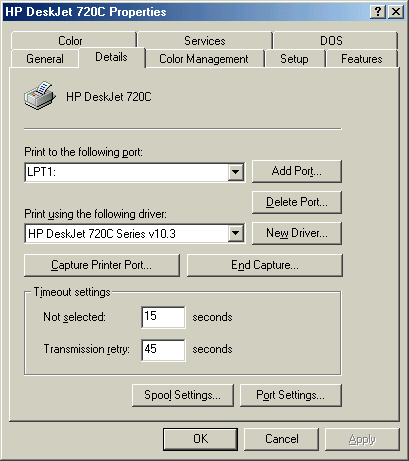 HP DeskJet 720C Properties
Color Services DOS
General Details Color Management Setup Features
HP DeskJet 720C
Print to the following port:
LPT1: Add Port...
Delete Port...
Print using the following driver:
HP DeskJet 720C Series v10.3 New Driver...
Capture Printer Port... End Capture...
Timeout settings
Not selected: 15 seconds
Transmission retry: 45 seconds
Spool Settings... Port Settings...
OK Cancel Apply